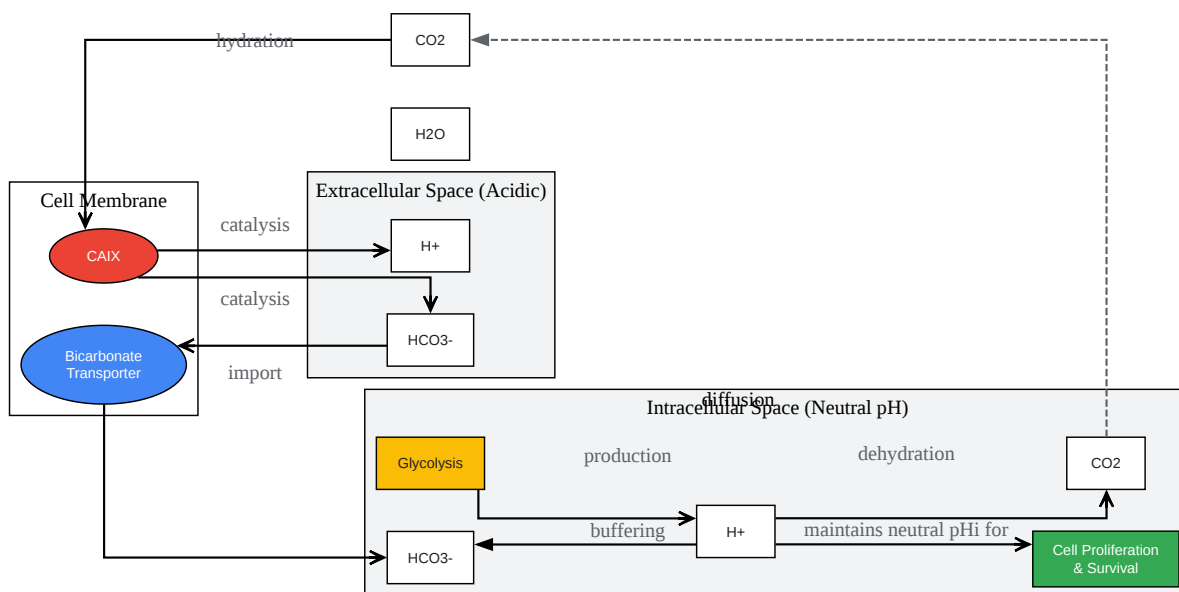 CO2
hydration
H2O
Extracellular Space (Acidic)
Cell Membrane
catalysis
H+
CAIX
catalysis
HCO3-
Bicarbonate
Transporter
import
diffusion
Intracellular Space (Neutral pH)
Glycolysis
production
dehydration
CO2
buffering
H+
maintains neutral pHi for
HCO3-
Cell Proliferation
& Survival